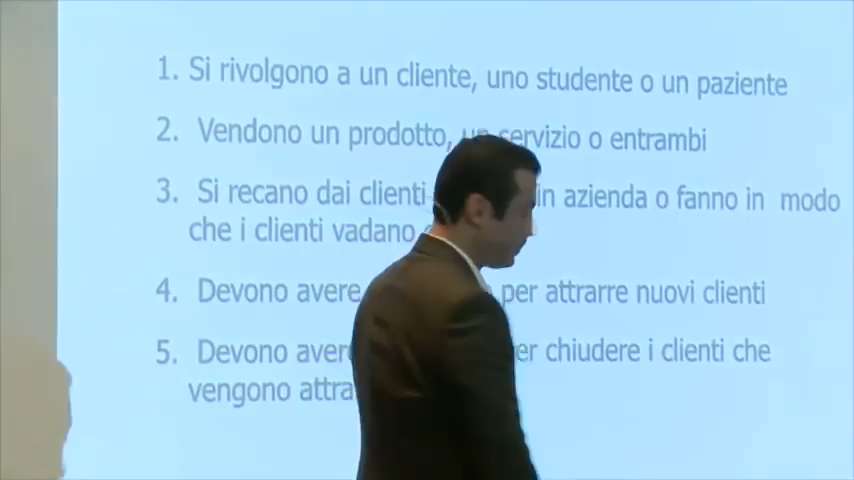 1. Si rivolgono a un cliente, uno studente o un paziente
2. Vendono un prodotto, un servizio o entrambi
3. Si recano dai clienti in azienda o fanno in modo
che i clienti vadano
4. Devono avere per attrarre nuovi clienti
5. Devono avere per chiudere i clienti che
vengono